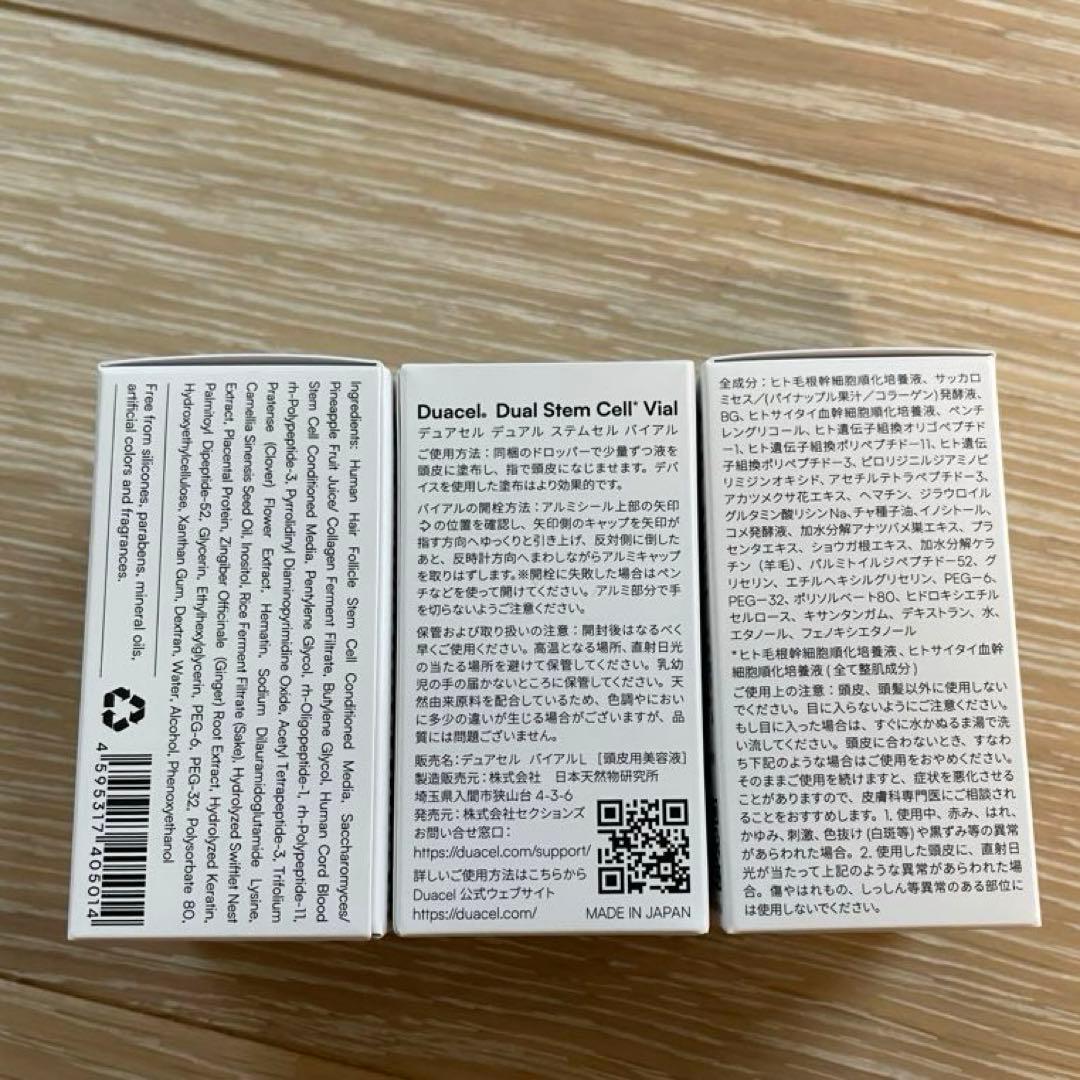 Ingredients: Human Hair Follicle Stem Cell Conditioned Media, Saccharomyces/
Pineapple Fruit Juice/ Collagen Ferment Filtrate, Butylene Glycol, Human Cord Blood
Stem Cell Conditioned Media, Pentylene Glycol, rh-Oligopeptide-1, rh-Polypeptide-11,
rh-Polypeptide-3, Pyrrolidinyl Diaminopyrimidine Oxide, Acetyl Tetrapeptide-3, Trifolium
Pratense (Clover) Flower Extract, Hematin, Sodium Dilauramidoglutamide Lysine,
Camellia Sinensis Seed Oil, Inositol, Rice Ferment Filtrate (Sake), Hydrolyzed Swiftlet Nest
Extract, Placental Protein, Zingiber Officinale (Ginger) Root Extract, Hydrolyzed Keratin,
Palmitoyl Dipeptide-52, Glycerin, Ethylhexylglycerin, PEG-6, PEG-32, Polysorbate 80,
Hydroxyethylcellulose, Xanthan Gum, Dextran, Water, Alcohol, Phenoxyethanol
Free from silicones, parabens, mineral oils,
artificial colors and fragrances.
4 595317 405014
Duacel® Dual Stem Cell* Vial
デュアセル デュアル ステムセル バイアル
ご使用方法：同梱のドロッパーで少量ずつ液を
頭皮に塗布し、指で頭皮になじませます。デバ
イスを使用した塗布はより効果的です。
バイアルの開栓方法：アルミシール上部の矢印
⇨の位置を確認し、矢印側のキャップを矢印が
指す方向へゆっくりと引き上げ、反対側に倒した
あと、反時計方向へまわしながらアルミキャップ
を取りはずします。※開栓に失敗した場合はペン
チなどを使って開けてください。アルミ部分で手
を切らないようご注意ください。
保管および取り扱いの注意：開封後はなるべく
早くご使用ください。高温となる場所、直射日光
の当たる場所を避けて保管してください。乳幼
児の手の届かないところに保管してください。天
然由来原料を配合しているため、色調やにおい
に多少の違いが生じる場合がございますが、品
質には問題ございません。
販売名：デュアセル バイアルL ［頭皮用美容液］
製造販売元：株式会社 日本天然物研究所
埼玉県入間市狭山台 4-3-6
発売元：株式会社セクションズ
お問い合せ窓口：
https://duacel.com/support/
詳しいご使用方法はこちらから
Duacel 公式ウェブサイト
https://duacel.com/
MADE IN JAPAN
全成分：ヒト毛根幹細胞順化培養液、サッカロ
ミセス/(パイナップル果汁/コラーゲン)発酵液、
BG、ヒトサイタイ血幹細胞順化培養液、ペンチ
レングリコール、ヒト遺伝子組換オリゴペプチド
ー1、ヒト遺伝子組換ポリペプチドー11、ヒト遺伝
子組換ポリペプチドー3、ピロリジニルジアミノピ
リミジンオキシド、アセチルテトラペプチドー3、
アカツメクサ花エキス、ヘマチン、ジラウロイル
グルタミン酸リシンNa、チャ種子油、イノシトール、
コメ発酵液、加水分解アナツバメ巣エキス、プラ
センタエキス、ショウガ根エキス、加水分解ケラ
チン（羊毛）、パルミトイルジペプチドー52、グ
リセリン、エチルヘキシルグリセリン、PEGー6、
PEGー32、ポリソルベート80、ヒドロキシエチル
セルロース、キサンタンガム、デキストラン、水、
エタノール、フェノキシエタノール
*ヒト毛根幹細胞順化培養液、ヒトサイタイ血幹
細胞順化培養液（全て整肌成分）
ご使用上の注意：頭皮、頭髪以外に使用しない
でください。目に入らないようにご注意ください。
もし目に入った場合は、すぐに水かぬるま湯で洗
い流してください。頭皮に合わないとき、すなわ
ち下記のような場合はご使用をおやめください。
そのままご使用を続けますと、症状を悪化させる
ことがありますので、皮膚科専門医にご相談され
ることをおすすめします。1. 使用中、赤み、はれ、
かゆみ、刺激、色抜け（白斑等）や黒ずみ等の異常
があらわれた場合。2. 使用した頭皮に、直射日
光が当たって上記のような異常があらわれた場
合。傷やはれもの、しっしん等異常のある部位に
は使用しないでください。